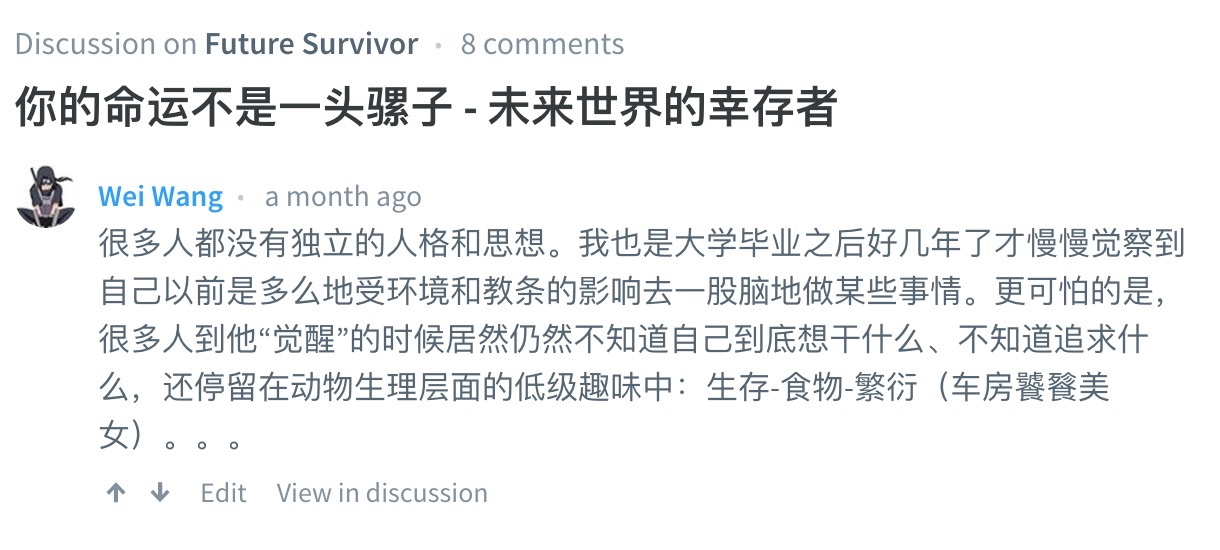 Discussion on Future Survivor • 8 comments
你的命运不是一头骡子 - 未来世界的幸存者
Wei Wang • a month ago
很多人都没有独立的人格和思想。我也是大学毕业之后好几年了才慢慢觉察到
自己以前是多么地受环境和教条的影响去一股脑地做某些事情。更可怕的是，
很多人到他“觉醒”的时候居然仍然不知道自己到底想干什么、不知道追求什
么，还停留在动物生理层面的低级趣味中：生存-食物-繁衍（车房饕餮美
女）。。。
Edit View in discussion